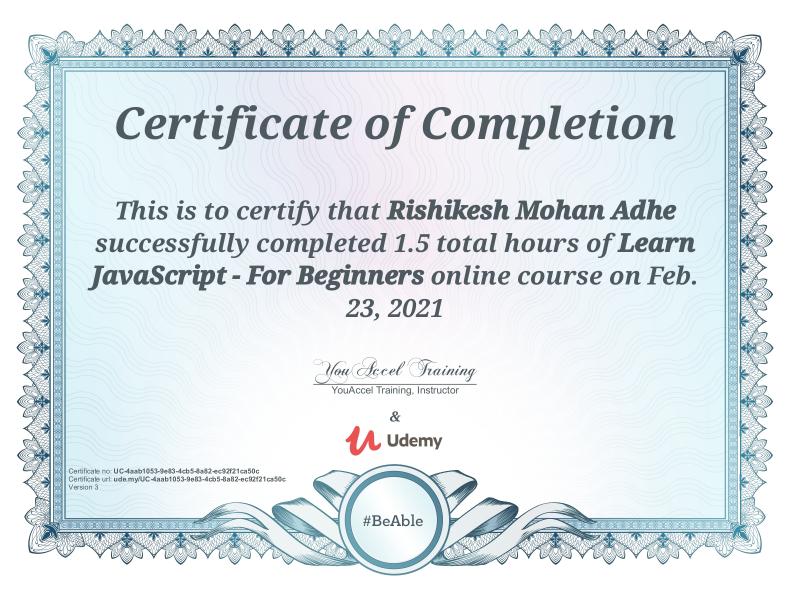 Certificate of Completion
This is to certify that Rishikesh Mohan Adhe
successfully completed 1.5 total hours of Learn
JavaScript - For Beginners online course on Feb.
23, 2021
You Accel Training
YouAccel Training, Instructor
&
Udemy
Certificate no: UC-4aab1053-9e83-4cb5-8a82-ec92f21ca50c
Certificate url: ude.my/UC-4aab1053-9e83-4cb5-8a82-ec92f21ca50c
Version 3
#BeAble